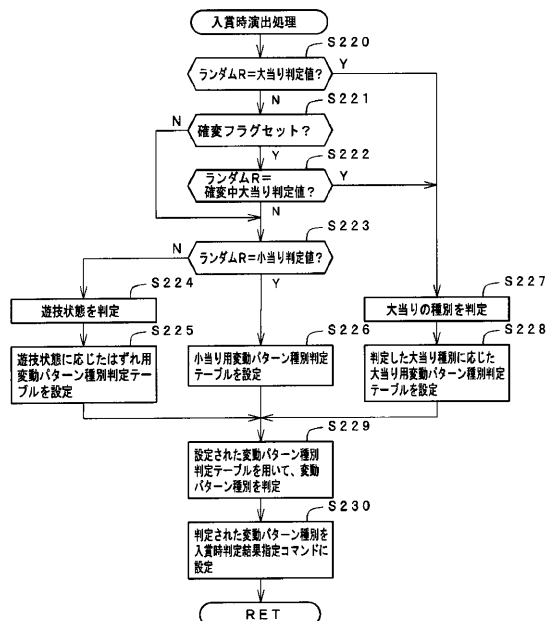 入賞時演出処理
S220
ランダムR=大当り判定値?
Y
N
S221
N
確変フラグセット?
Y
S222
ランダムR=
確変中大当り判定値?
Y
N
S223
N
ランダムR=小当り判定値?
Y
S224
遊技状態を判定
S227
大当りの種別を判定
S225
遊技状態に応じたはずれ用
変動パターン種別判定テー
ブルを設定
S226
小当り用変動パターン種別判定
テーブルを設定
S228
判定した大当り種別に応じた
大当り用変動パターン種別判定
テーブルを設定
S229
設定された変動パターン種別
判定テーブルを用いて、変動
パターン種別を判定
S230
判定された変動パターン種別を
入賞時判定結果指定コマンドに
設定
RET